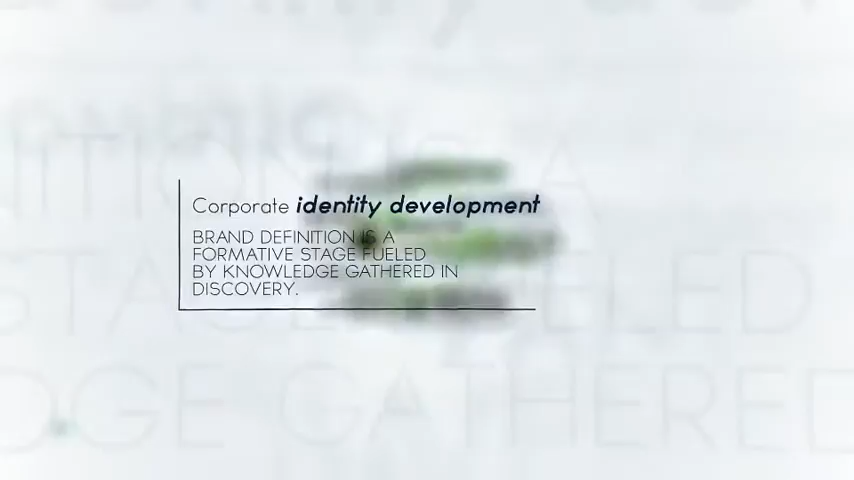 Corporate identity development
BRAND DEFINITION IS A
FORMATIVE STAGE FUELED
BY KNOWLEDGE GATHERED IN
DISCOVERY.